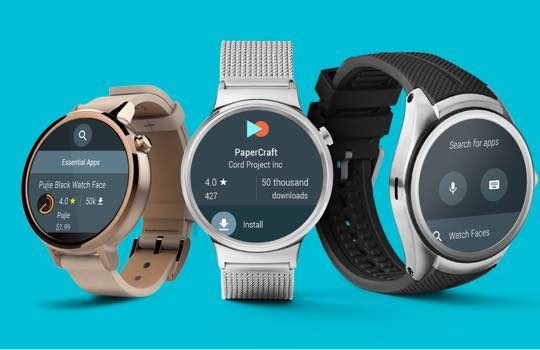 Essential Apps
Pujie Black Watch Face
4.0 ★ 50k
Pujie
$1.99
PaperCraft
Cord Project Inc
4.0 ★ 50 thousand
427 downloads
Install
Search for apps
Watch Faces